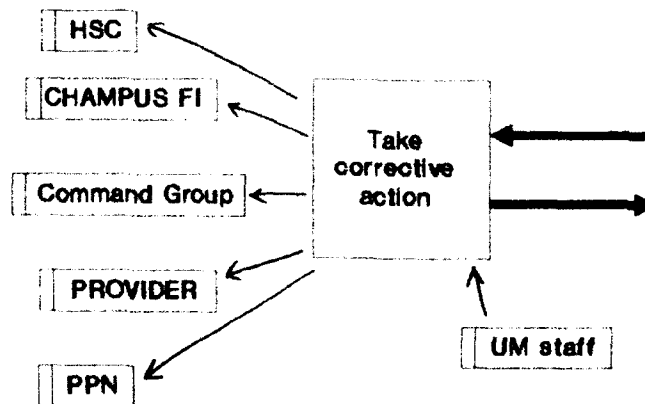 HSC
CHAMPUS FI
Take
corrective
action
Command Group
PROVIDER
UM staff
PPN